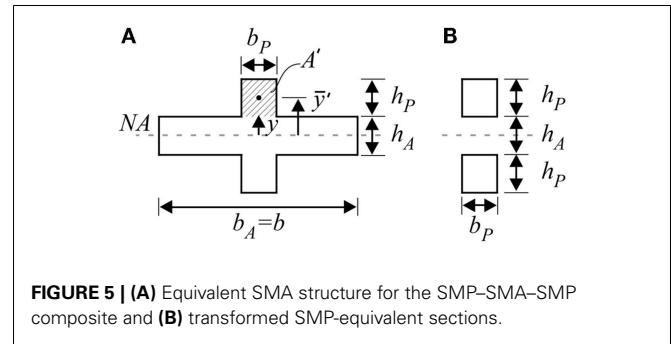 A
B
b_P
A'
ȳ'
h_P
h_P
NA
y
h_A
h_A
h_P
b_A=b
b_P
FIGURE 5 | (A) Equivalent SMA structure for the SMP–SMA–SMP
composite and (B) transformed SMP-equivalent sections.